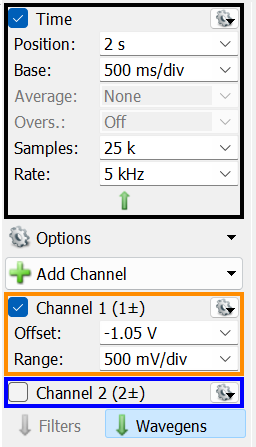 Time
Position: 2 s
Base: 500 ms/div
Average: None
Overs.: Off
Samples: 25 k
Rate: 5 kHz
Options
Add Channel
Channel 1 (1±)
Offset: -1.05 V
Range: 500 mV/div
Channel 2 (2±)
Filters Wavegens